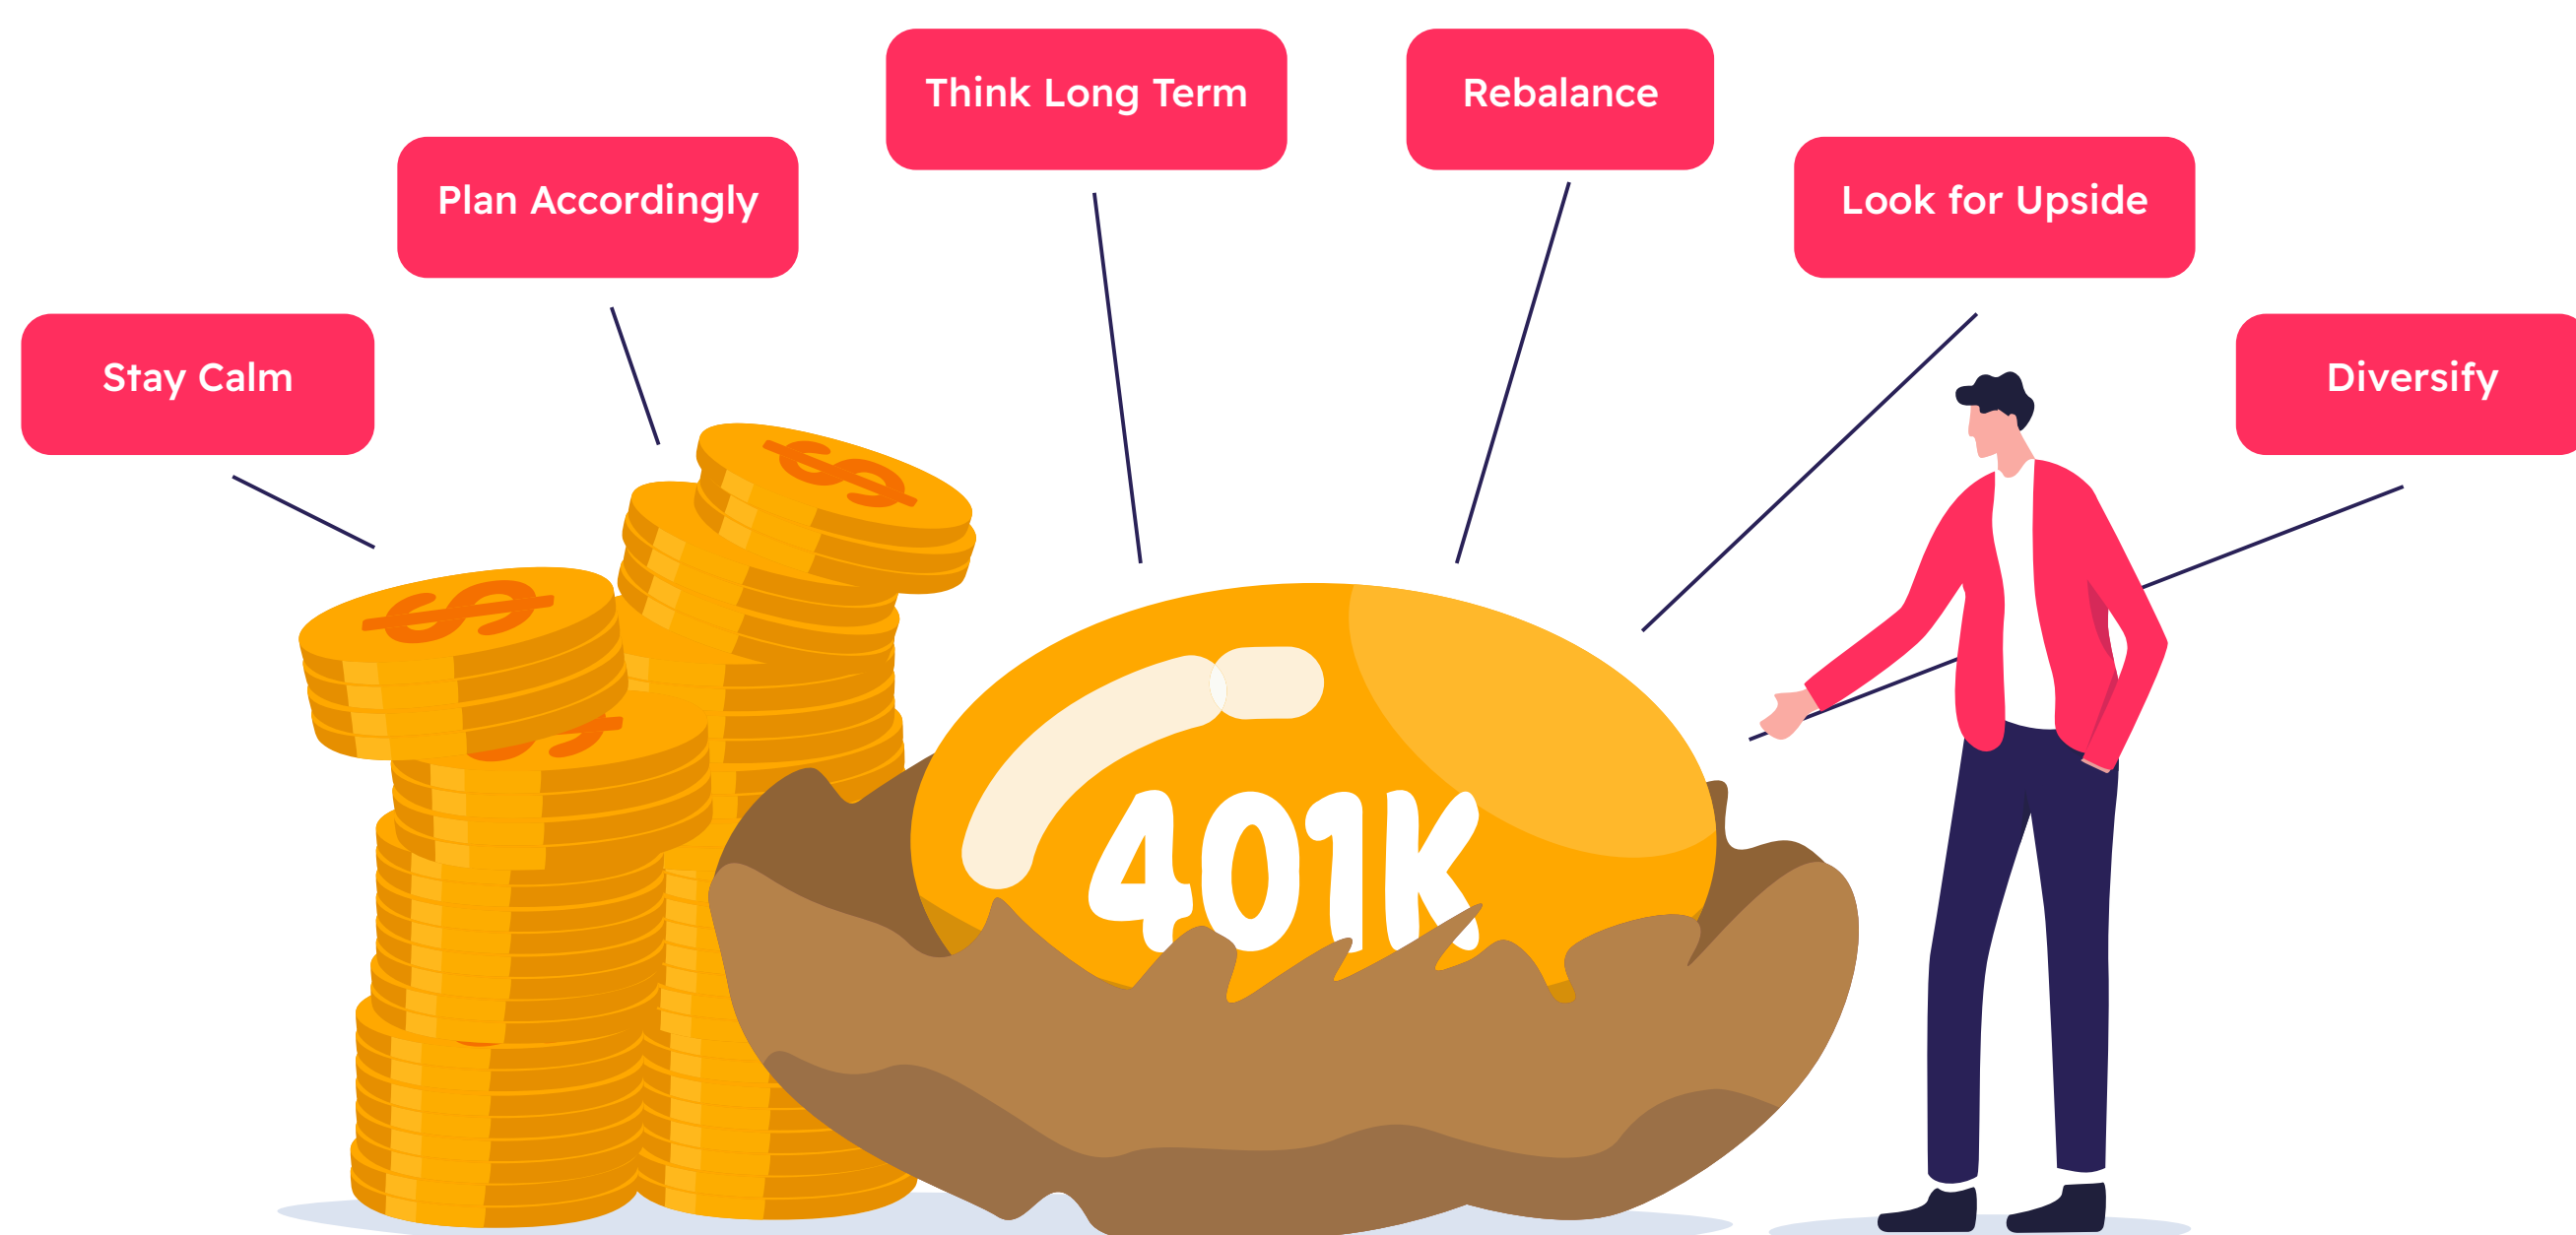 Think Long Term
Rebalance
Plan Accordingly
Look for Upside
Stay Calm
Diversify
$
$
$
401K